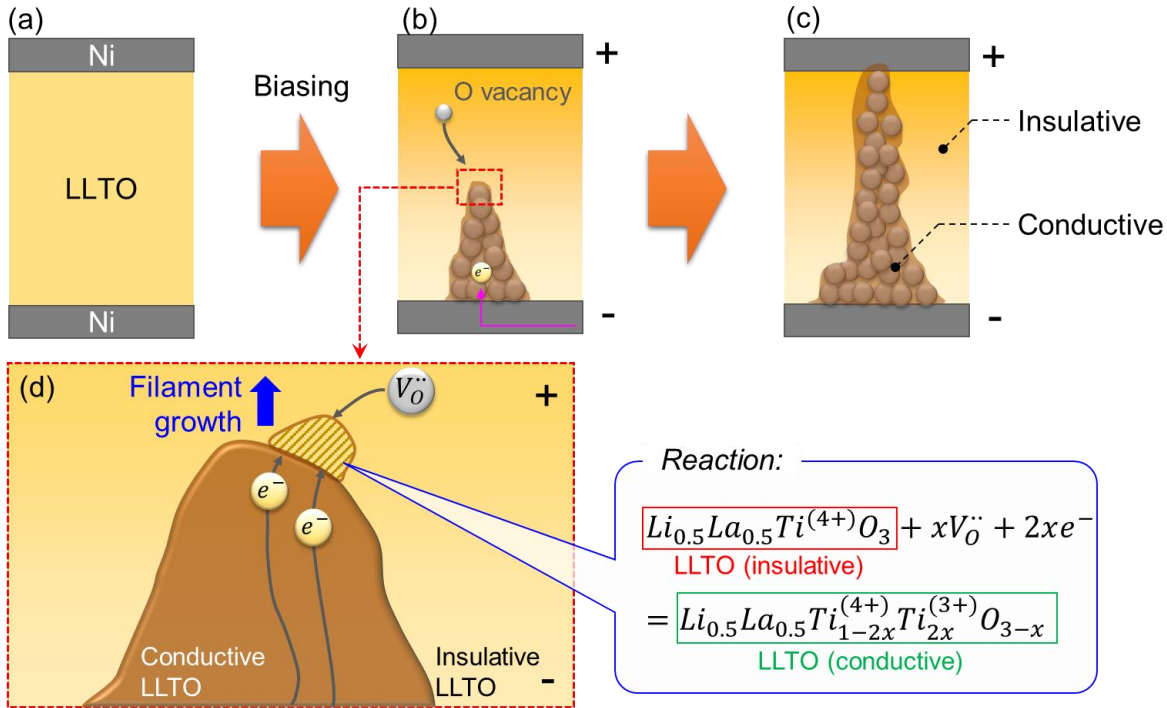 (a)
Ni
LLTO
Ni
Biasing
(b)
+
O vacancy
e⁻
-
(c)
+
Insulative
Conductive
-
(d)
Filament
growth
V_O^{··}
+
e⁻
e⁻
Conductive
LLTO
Insulative
LLTO
-
Reaction:
Li_{0.5}La_{0.5}Ti^{(4+)}O_3 + xV_O^{··} + 2xe⁻
LLTO (insulative)
= Li_{0.5}La_{0.5}Ti_{1-2x}^{(4+)}Ti_{2x}^{(3+)}O_{3-x}
LLTO (conductive)